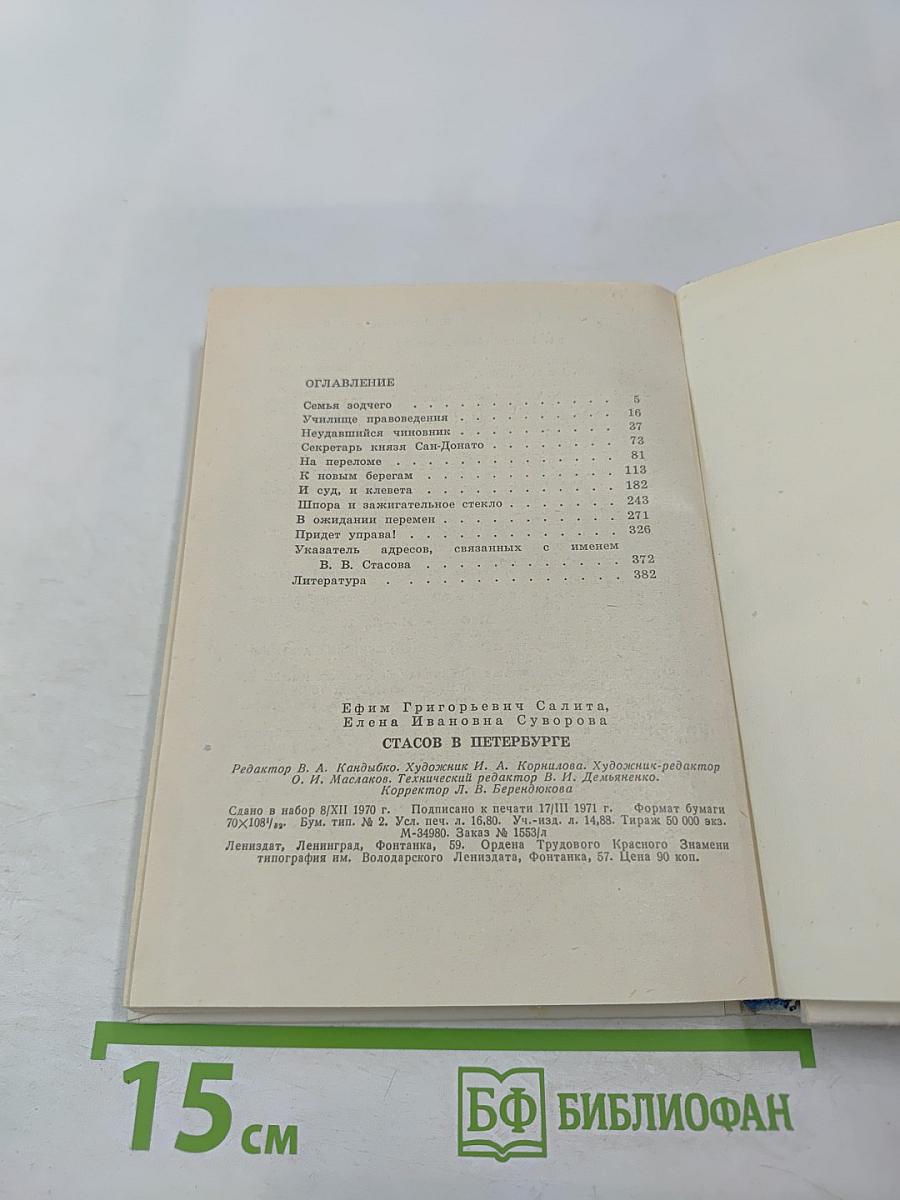 ОГЛАВЛЕНИЕ
Семья зодчего . . . . . . . . . . . . . 5
Училище правоведения . . . . . . . . . . 16
Неудавшийся чиновник . . . . . . . . . . 37
Секретарь князя Сан-Донато . . . . . . . . 73
На переломе . . . . . . . . . . . . . . 81
К новым берегам . . . . . . . . . . . . . 113
И суд, и клевета . . . . . . . . . . . . . 182
Шпора и зажигательное стекло . . . . . . . 243
В ожидании перемен . . . . . . . . . . . 271
Придет управа! . . . . . . . . . . . . . 326
Указатель адресов, связанных с именем
В. В. Стасова . . . . . . . . . . . . 372
Литература . . . . . . . . . . . . . . 382
Ефим Григорьевич Салита,
Елена Ивановна Суворова
СТАСОВ В ПЕТЕРБУРГЕ
Редактор В. А. Кандыбко. Художник И. А. Корнилова. Художник-редактор
О. И. Маслаков. Технический редактор В. И. Демьяненко.
Корректор Л. В. Берендюкова
Сдано в набор 8/XII 1970 г. Подписано к печати 17/III 1971 г. Формат бумаги
70×108¹/₃₂. Бум. тип. № 2. Усл. печ. л. 16,80. Уч.-изд. л. 14,88. Тираж 50 000 экз.
М-34980. Заказ № 1553/л
Лениздат, Ленинград, Фонтанка, 59. Ордена Трудового Красного Знамени
типография им. Володарского Лениздата, Фонтанка, 57. Цена 90 коп.
15 см
БФ БИБЛИОФАН